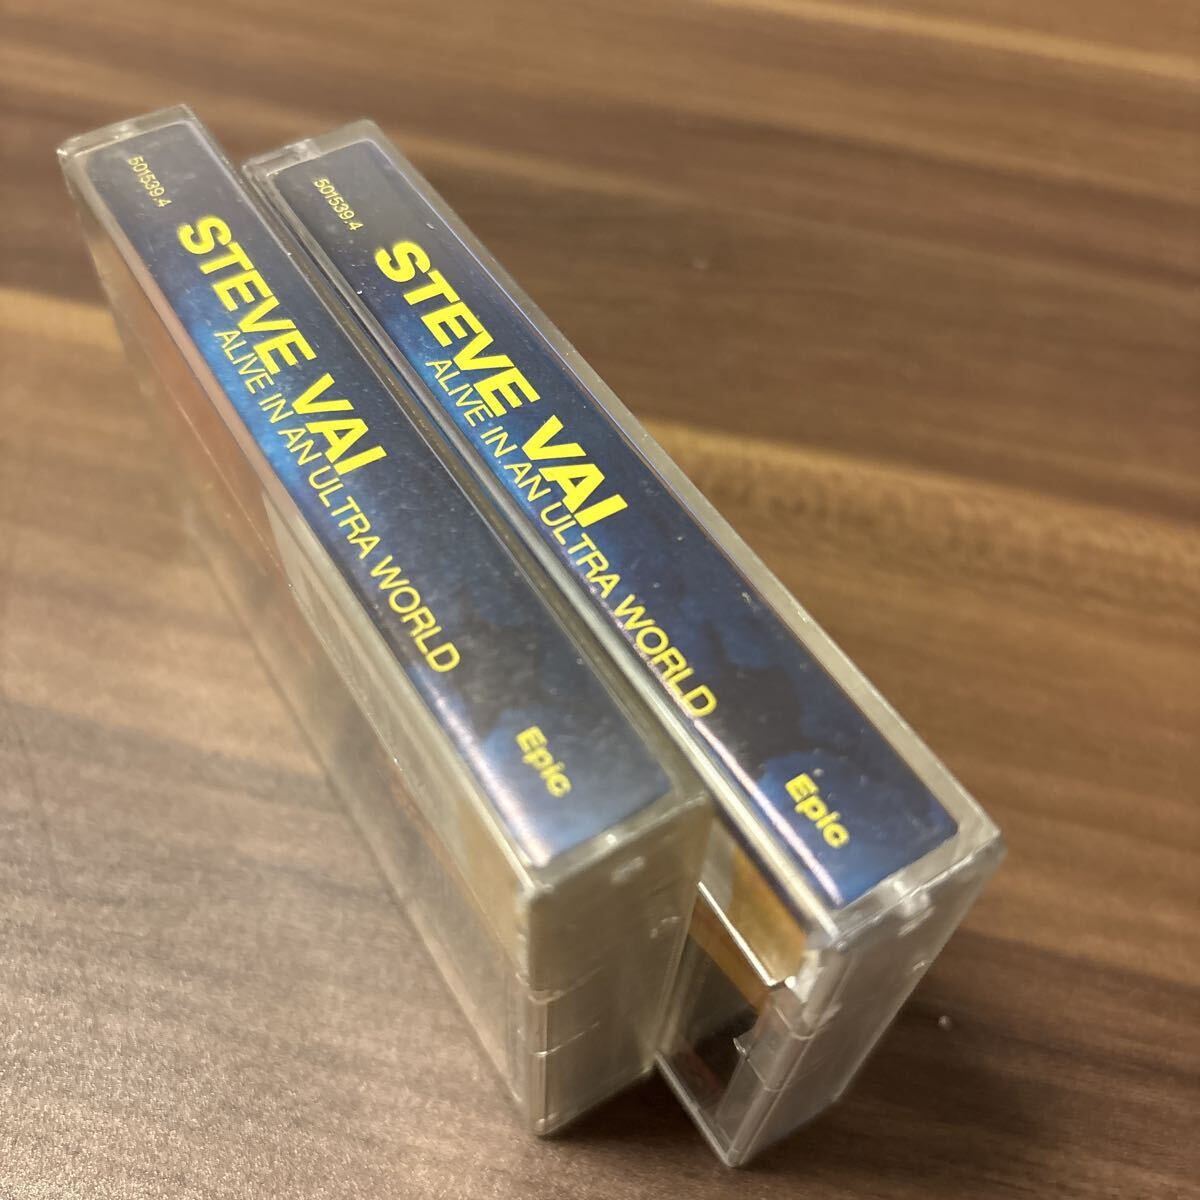 501539.4
STEVE VAI
ALIVE IN AN ULTRA WORLD
Epic
501539.4
STEVE VAI
ALIVE IN AN ULTRA WORLD
Epic